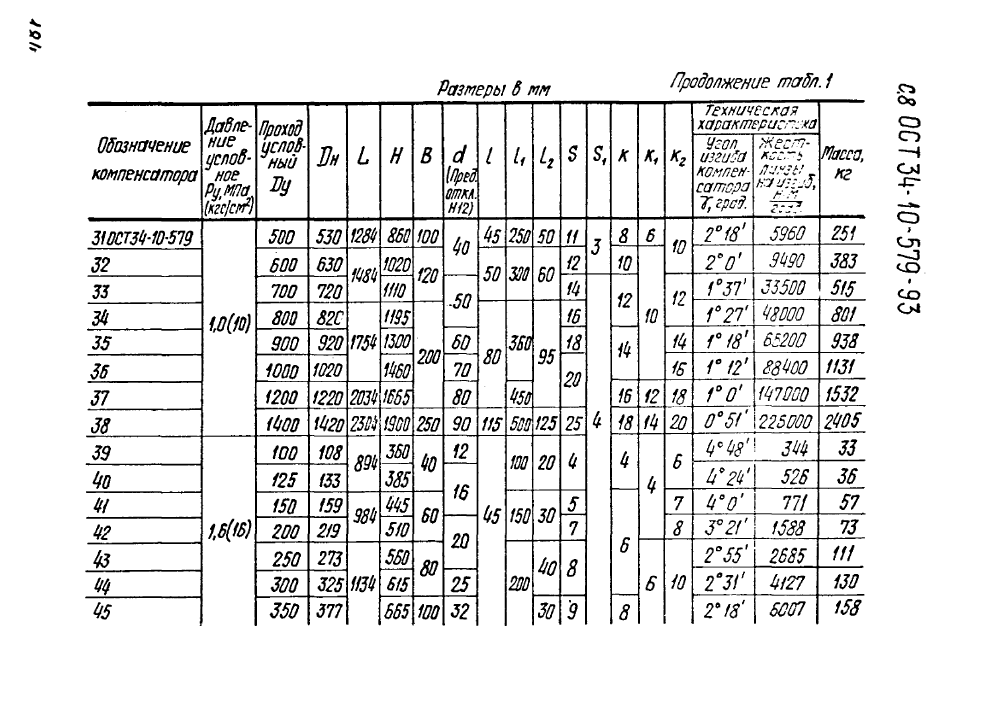 481
с8 ОСТ 34-10-579-93
Размеры в мм Продолжение табл.1
Обозначение компенсатора | Давление условное Ру, МПа, (кгс/см²) | Проход условный Dу | Dн | L | H | B | d (Пред. откл. H12) | l | l₁ | l₂ | S | S₁ | K | K₁ | K₂ | Техническая характеристика | Масса, кг
Угол изгиба компенсатора γ, град. | Жесткость линзы на изгиб, Н·м/град
31 ОСТ34-10-579 | 1,0(10) | 500 | 530 | 1284 | 860 | 100 | 40 | 45 | 250 | 50 | 11 | 3 | 8 | 6 | 10 | 2°18' | 5960 | 251
32 | 600 | 630 | 1484 | 1020 | 120 | 50 | 300 | 60 | 12 | 10 | 2°0' | 9490 | 383
33 | 700 | 720 | 1110 | 50 | 14 | 4 | 12 | 10 | 12 | 1°37' | 33500 | 515
34 | 800 | 820 | 1754 | 1195 | 200 | 80 | 360 | 95 | 16 | 1°27' | 48000 | 801
35 | 900 | 920 | 1300 | 60 | 18 | 14 | 14 | 1°18' | 65200 | 938
36 | 1000 | 1020 | 1460 | 70 | 20 | 16 | 1°12' | 88400 | 1131
37 | 1200 | 1220 | 2034 | 1665 | 80 | 450 | 16 | 12 | 18 | 1°0' | 147000 | 1532
38 | 1400 | 1420 | 2304 | 1900 | 250 | 90 | 115 | 500 | 125 | 25 | 18 | 14 | 20 | 0°51' | 225000 | 2405
39 | 1,6(16) | 100 | 108 | 894 | 360 | 40 | 12 | 45 | 100 | 20 | 4 | 4 | 4 | 6 | 4°48' | 344 | 33
40 | 125 | 133 | 385 | 16 | 4°24' | 526 | 36
41 | 150 | 159 | 984 | 445 | 60 | 150 | 30 | 5 | 6 | 7 | 4°0' | 771 | 57
42 | 200 | 219 | 510 | 20 | 7 | 8 | 3°21' | 1588 | 73
43 | 250 | 273 | 1134 | 560 | 80 | 200 | 40 | 8 | 6 | 10 | 2°55' | 2685 | 111
44 | 300 | 325 | 615 | 25 | 2°31' | 4127 | 130
45 | 350 | 377 | 665 | 100 | 32 | 30 | 9 | 8 | 2°18' | 6007 | 158